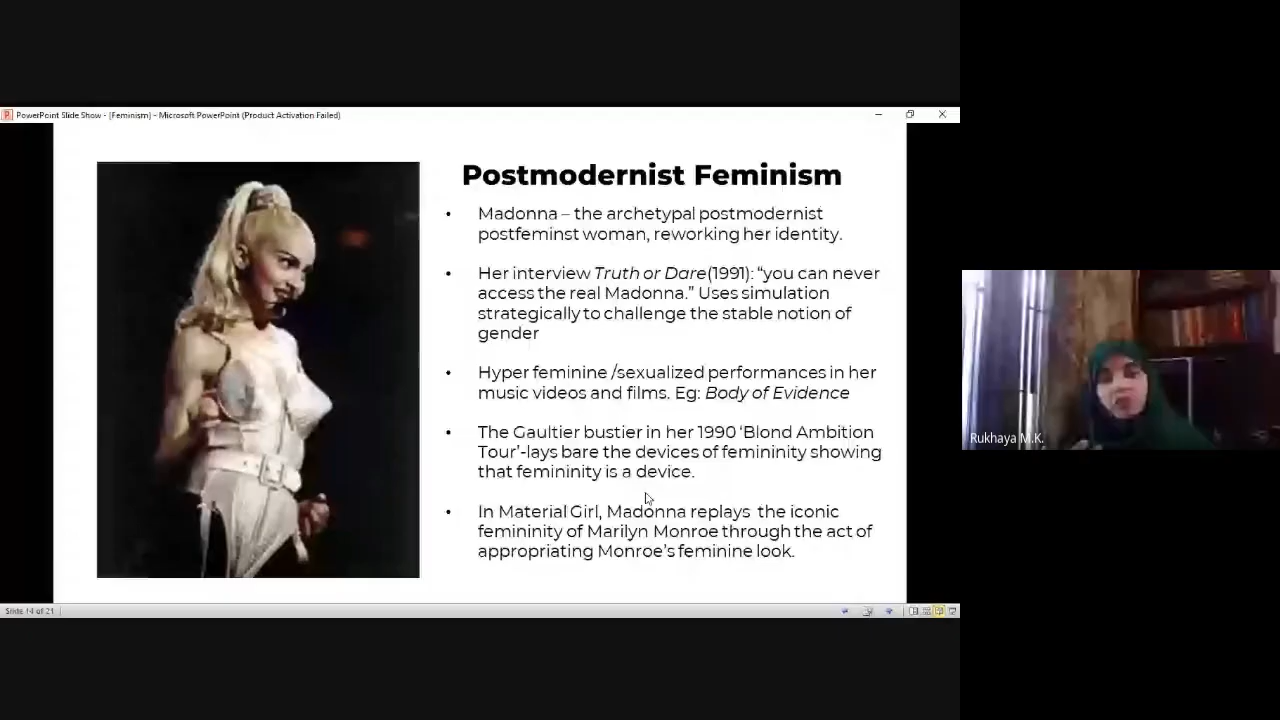 PowerPoint Slide Show - [Feminism] - Microsoft PowerPoint (Product Activation Failed)
Postmodernist Feminism
• Madonna – the archetypal postmodernist
postfeminst woman, reworking her identity.
• Her interview Truth or Dare(1991): “you can never
access the real Madonna.” Uses simulation
strategically to challenge the stable notion of
gender
• Hyper feminine /sexualized performances in her
music videos and films. Eg: Body of Evidence
• The Gaultier bustier in her 1990 ‘Blond Ambition
Tour’-lays bare the devices of femininity showing
that femininity is a device.
• In Material Girl, Madonna replays the iconic
femininity of Marilyn Monroe through the act of
appropriating Monroe’s feminine look.
Rukhaya M.K.
Slide 14 of 21